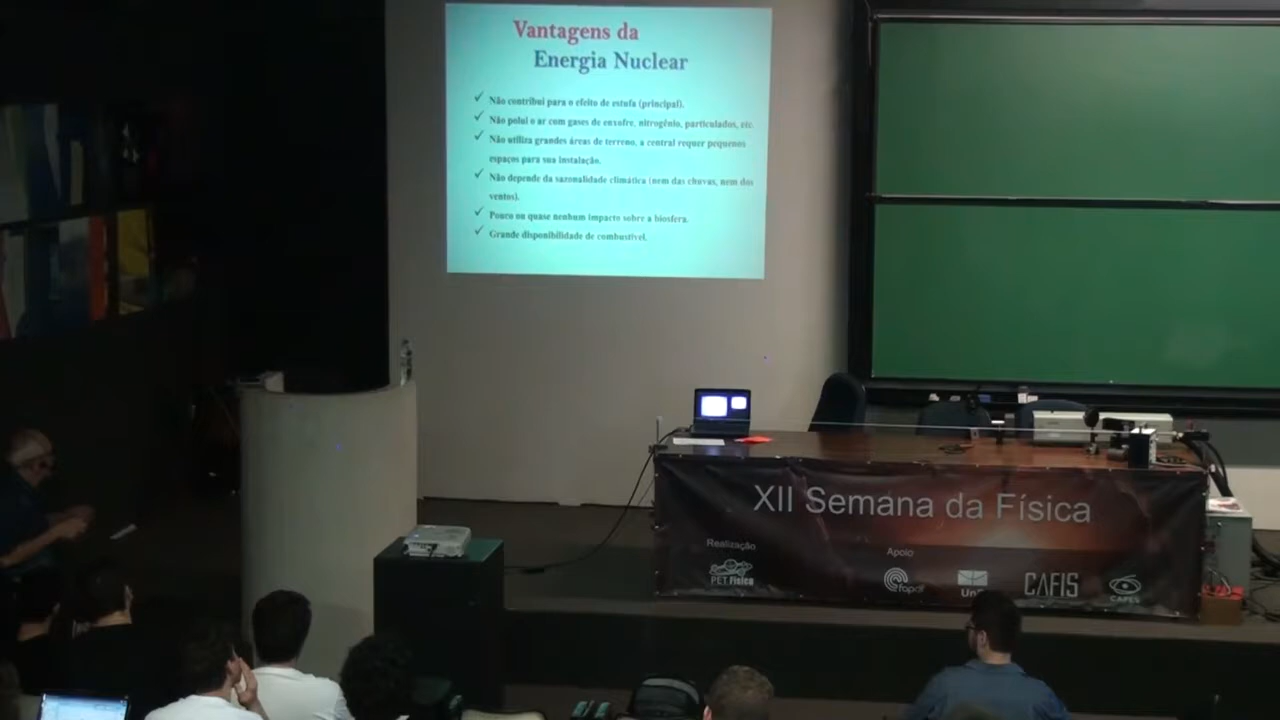 Vantagens da
Energia Nuclear
✓ Não contribui para o efeito de estufa (principal).
✓ Não polui o ar com gases de enxofre, nitrogênio, particulados, etc.
✓ Não utiliza grandes áreas de terreno, a central requer pequenos
espaços para sua instalação.
✓ Não depende da sazonalidade climática (nem das chuvas, nem dos
ventos).
✓ Pouco ou quase nenhum impacto sobre a biosfera.
✓ Grande disponibilidade de combustível.
XII Semana da Física
Realização
Apoio
PET Física
fapdf
CAFIS
CAPES